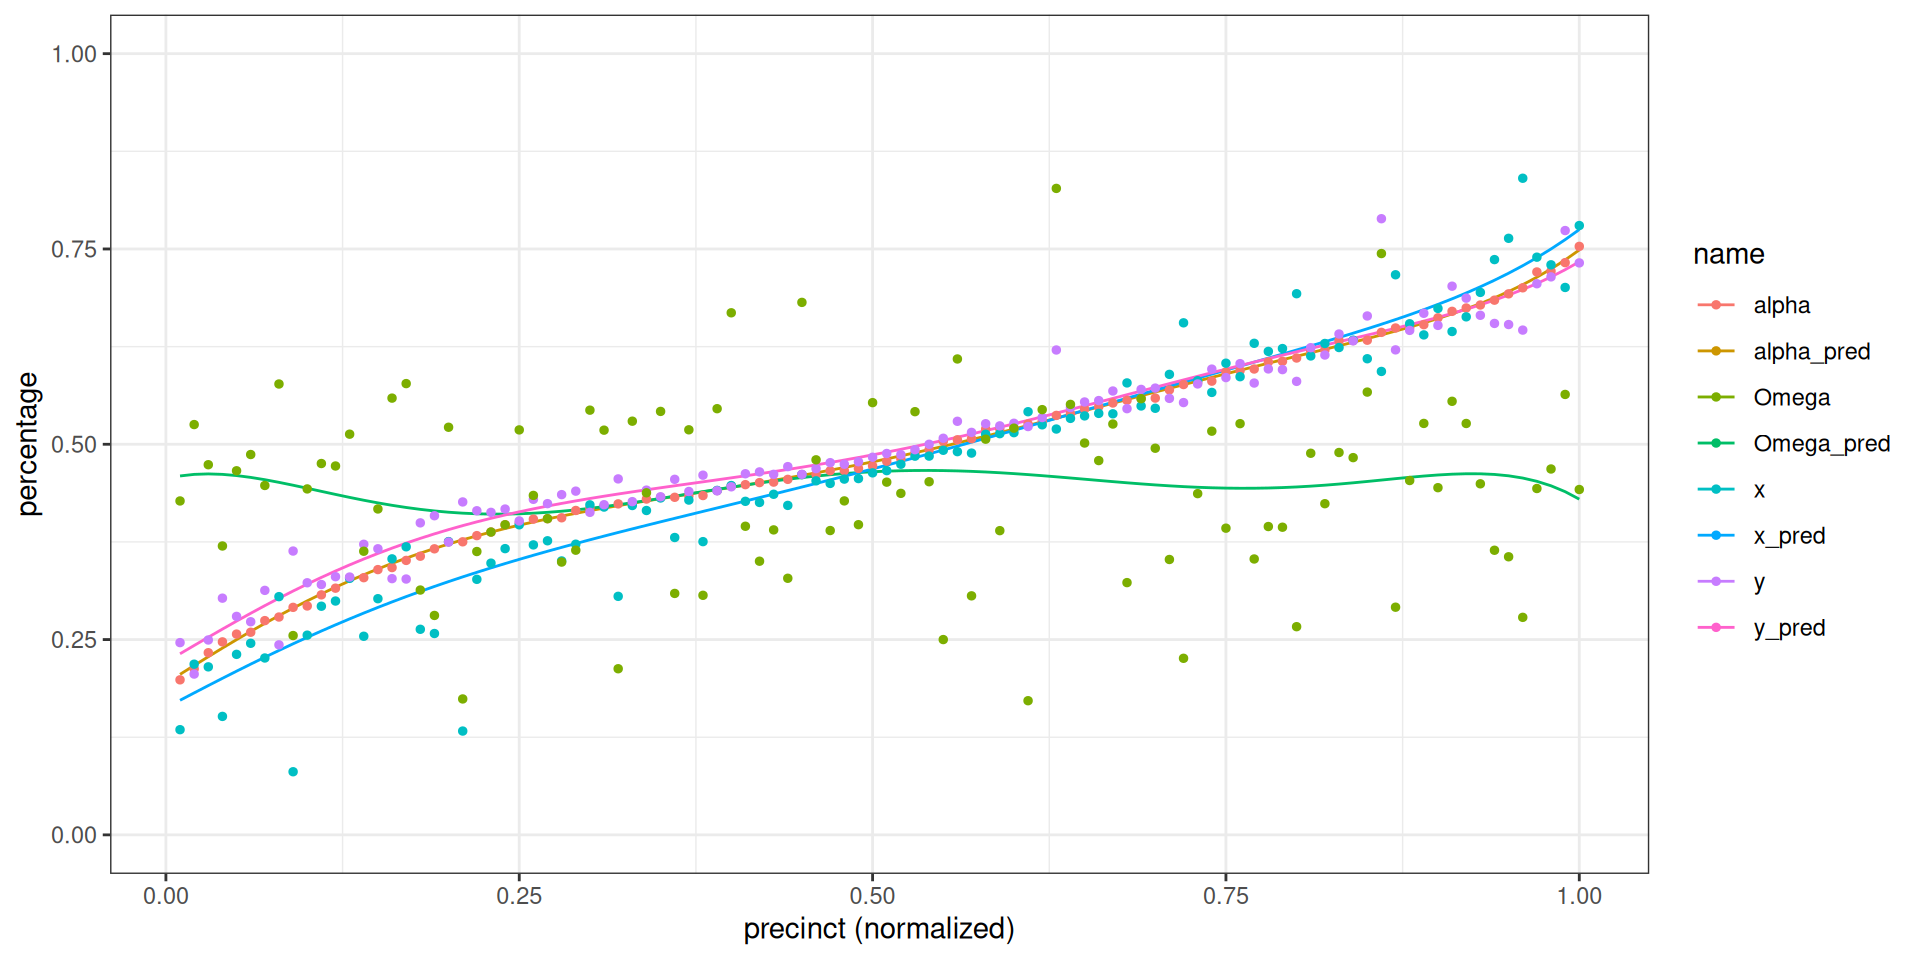 1.00
0.75
0.50
0.25
0.00
percentage
0.00 0.25 0.50 0.75 1.00
precinct (normalized)
name
alpha
alpha_pred
Omega
Omega_pred
x
x_pred
y
y_pred